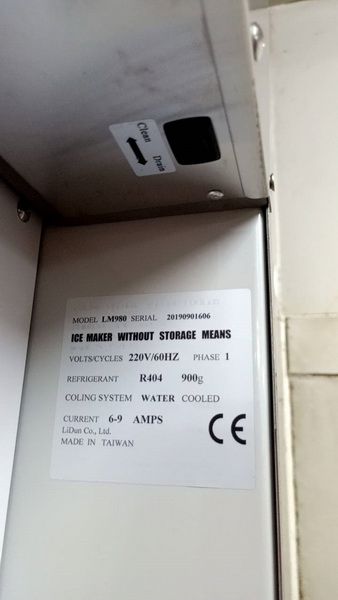 Clean Drain
MODEL LM980 SERIAL 20190901606
ICE MAKER WITHOUT STORAGE MEANS
VOLTS/CYCLES 220V/60HZ PHASE 1
REFRIGERANT R404 900g
COLING SYSTEM WATER COOLED
CURRENT 6-9 AMPS
LiDun Co., Ltd.
MADE IN TAIWAN
CE